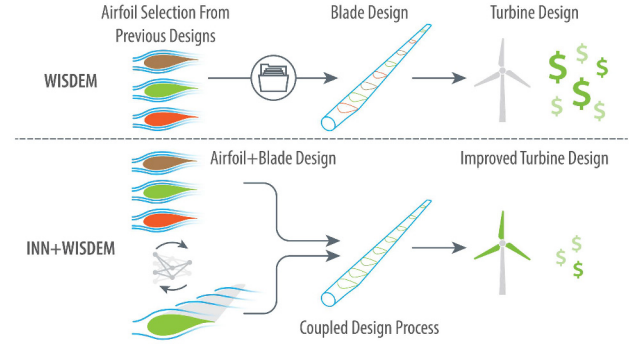 Airfoil Selection From
Previous Designs
Blade Design
Turbine Design
WISDEM
$ $ $ $ $ $
Airfoil+Blade Design
Improved Turbine Design
INN+WISDEM
$ $ $
Coupled Design Process